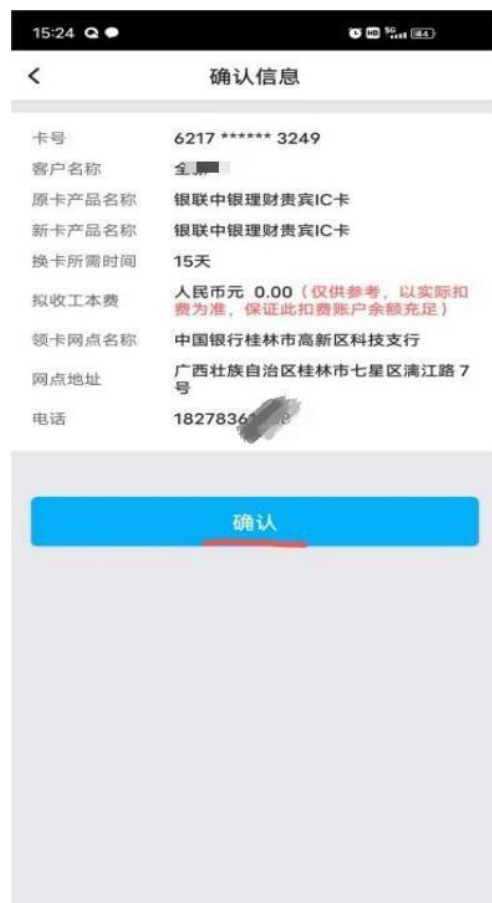 15:24
HD 5G 84
确认信息
卡号 6217 ****** 3249
客户名称
原卡产品名称 银联中银理财贵宾IC卡
新卡产品名称 银联中银理财贵宾IC卡
换卡所需时间 15天
拟收工本费 人民币元 0.00（仅供参考，以实际扣
费为准，保证此扣费账户余额充足）
领卡网点名称 中国银行桂林市高新区科技支行
网点地址 广西壮族自治区桂林市七星区漓江路 7
号
电话 1827836
确认